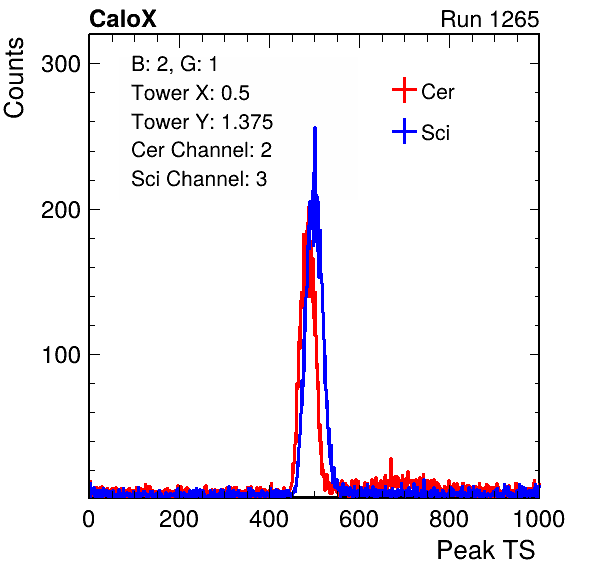 CaloX Run 1265
Counts
300
200
100
B: 2, G: 1
Tower X: 0.5
Tower Y: 1.375
Cer Channel: 2
Sci Channel: 3
Cer
Sci
0 200 400 600 800 1000
Peak TS